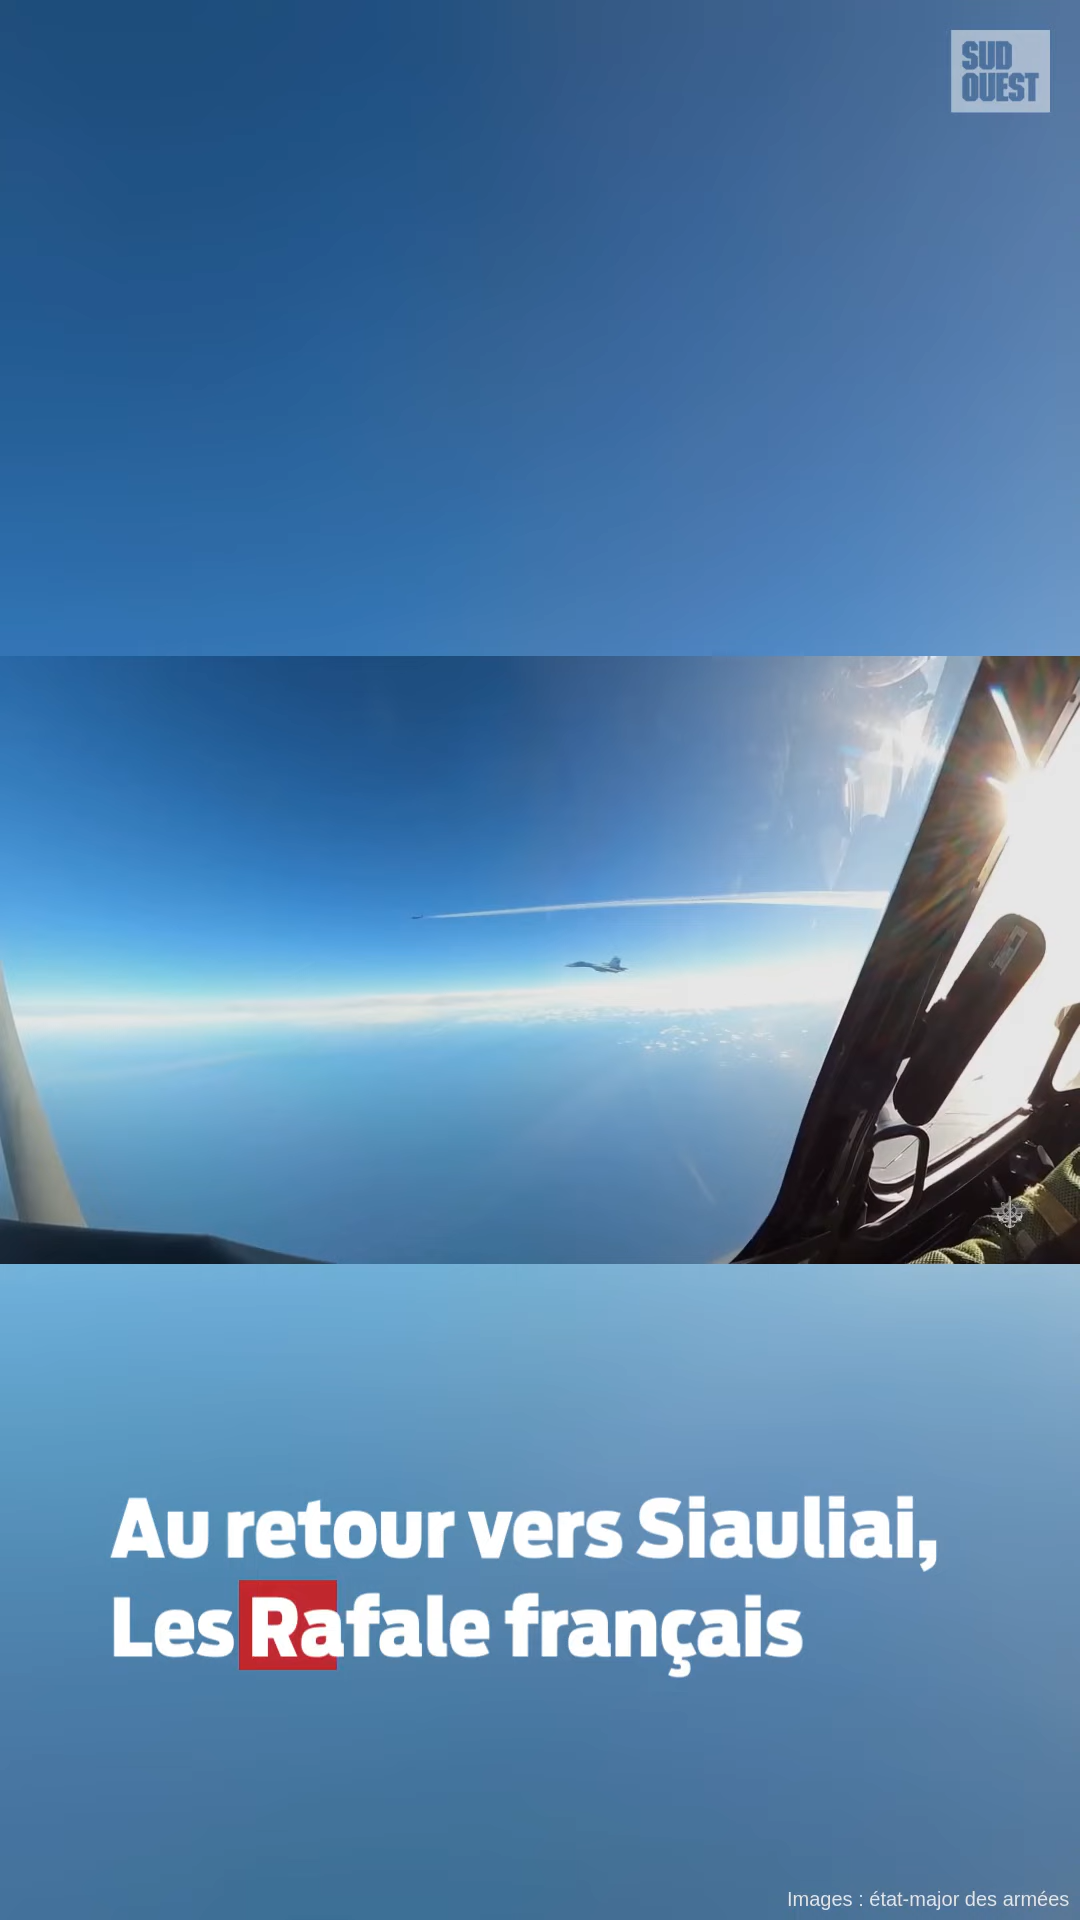 SUD
OUEST
Au retour vers Siauliai,
Les Rafale français
Images : état-major des armées